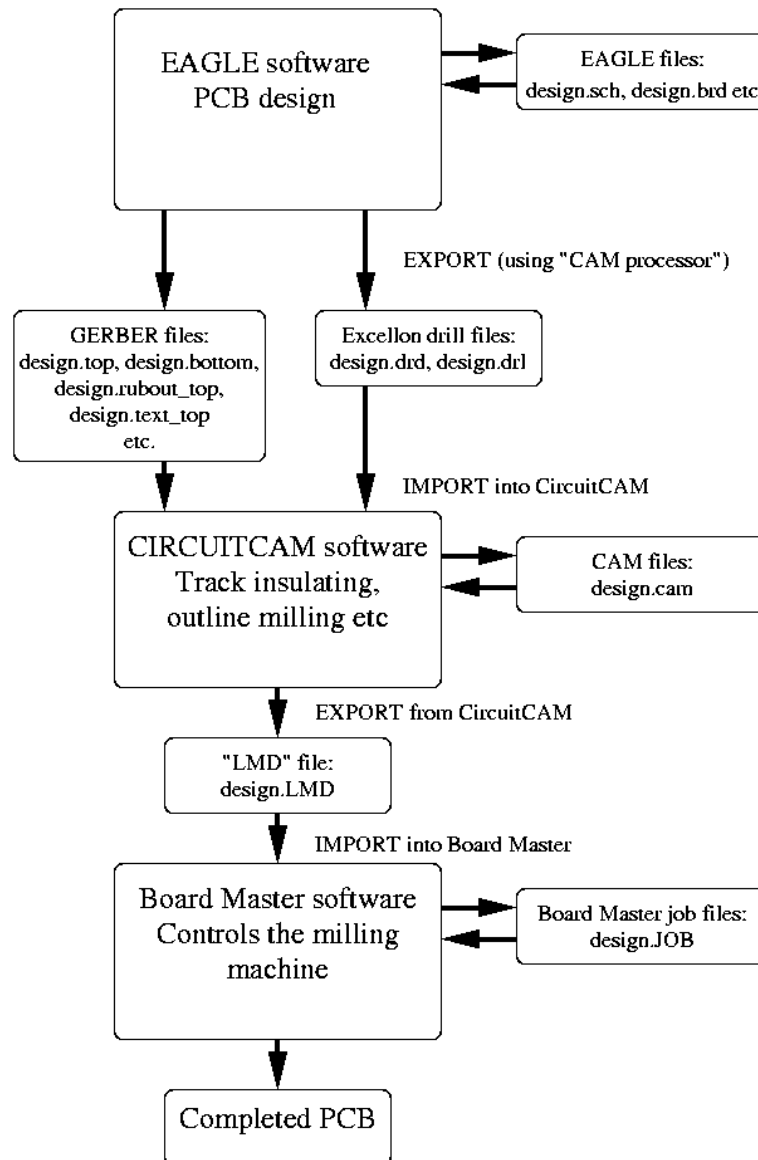 EAGLE software
PCB design
EAGLE files:
design.sch, design.brd etc
EXPORT (using "CAM processor")
GERBER files:
design.top, design.bottom,
design.rubout_top,
design.text_top
etc.
Excellon drill files:
design.drd, design.drl
IMPORT into CircuitCAM
CIRCUITCAM software
Track insulating,
outline milling etc
CAM files:
design.cam
EXPORT from CircuitCAM
"LMD" file:
design.LMD
IMPORT into Board Master
Board Master software
Controls the milling
machine
Board Master job files:
design.JOB
Completed PCB